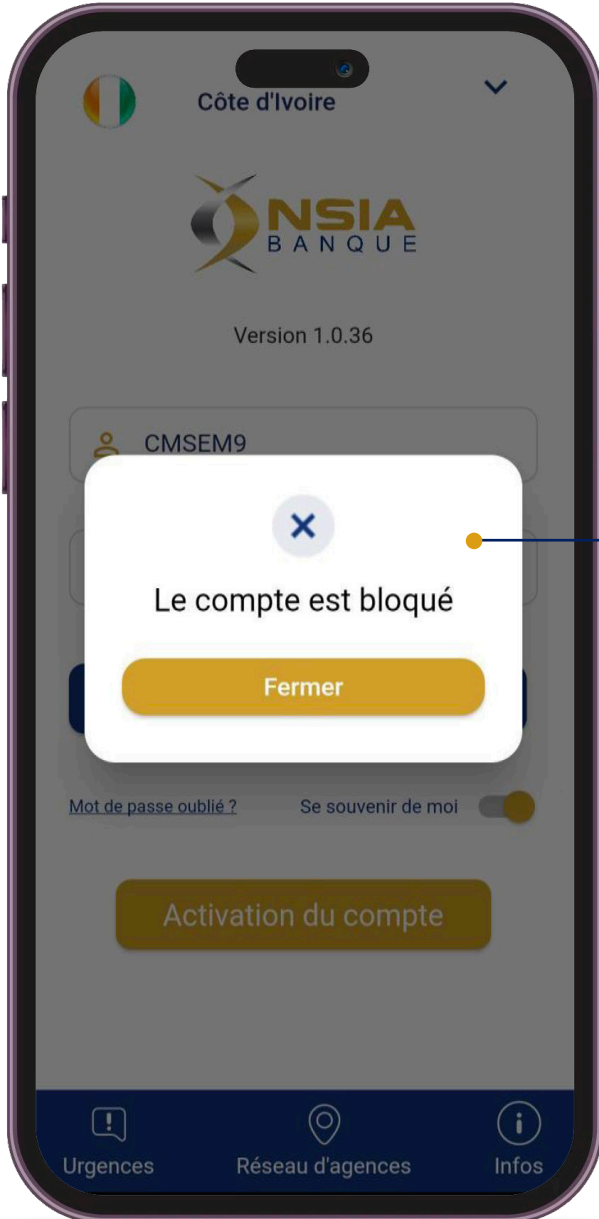 Côte d'Ivoire
NSIA
BANQUE
Version 1.0.36
CMSEM9
Le compte est bloqué
Fermer
Mot de passe oublié ?
Se souvenir de moi
Activation du compte
Urgences
Réseau d'agences
Infos